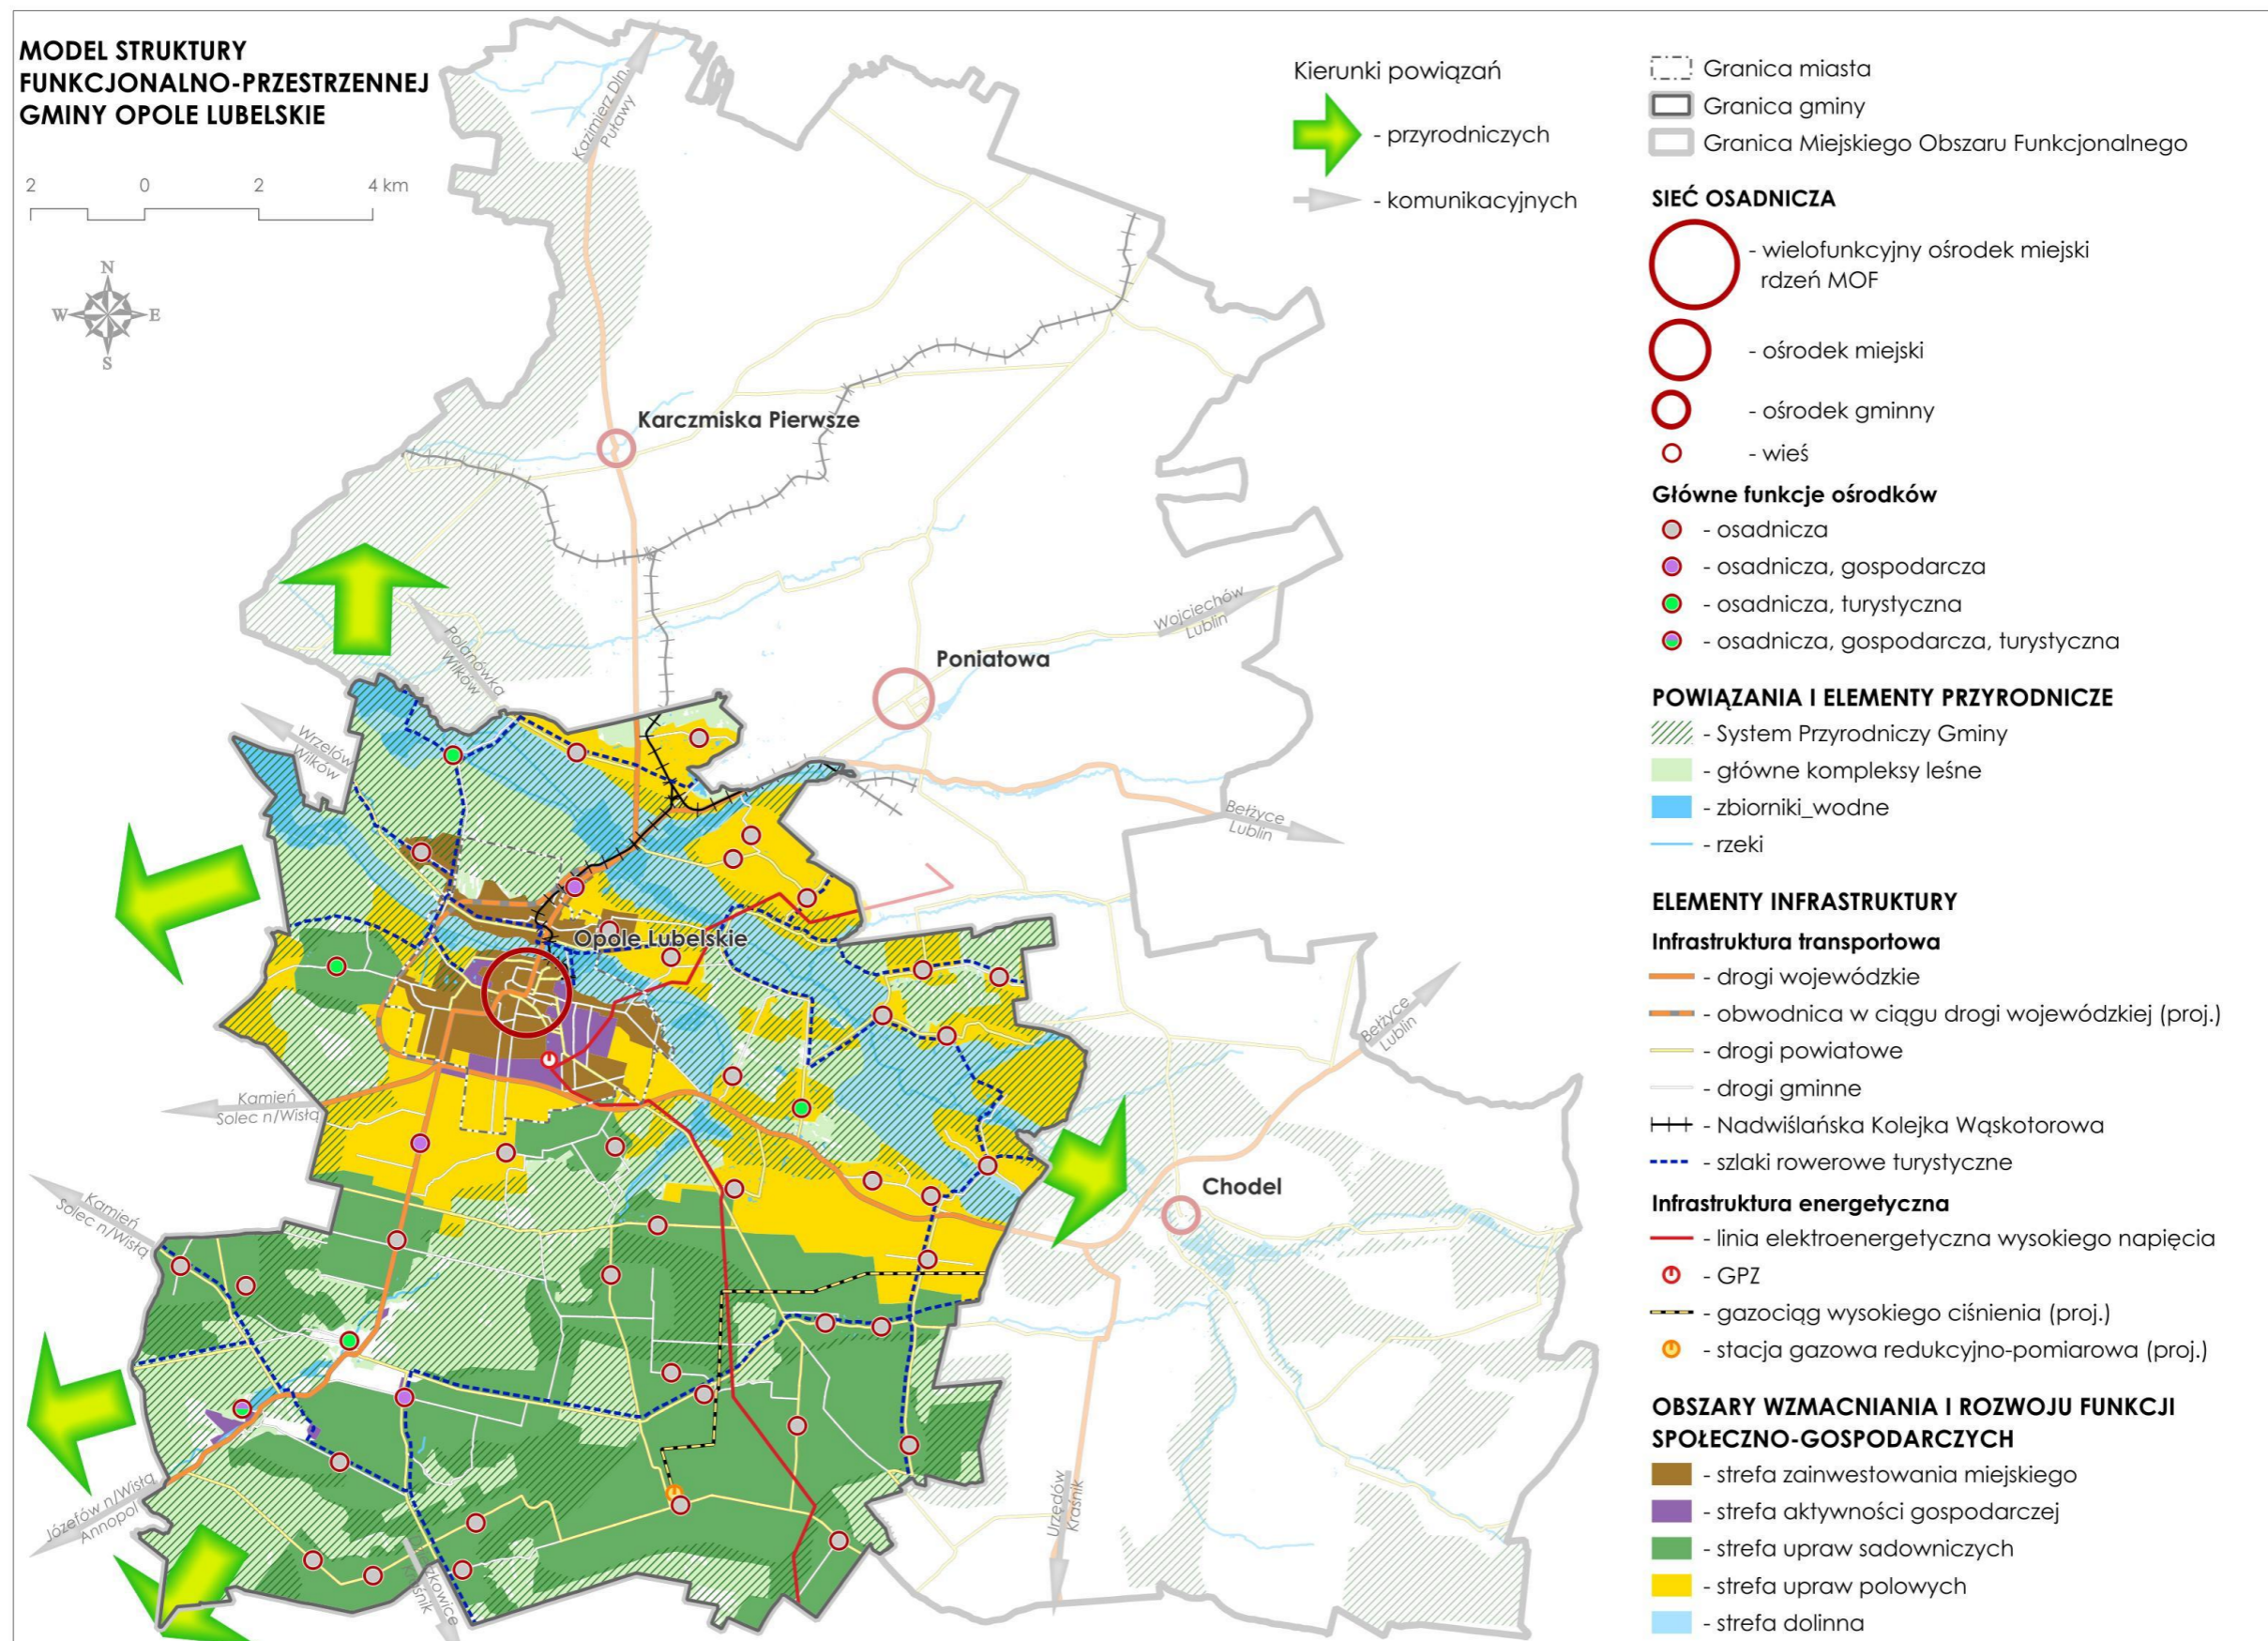 MODEL STRUKTURY
FUNKCJONALNO-PRZESTRZENNEJ
GMINY OPOLE LUBELSKIE
2 0 2 4 km
N
W E
S
Kazimierz Dln.
Puławy
Karczmiska Pierwsze
Wojciechów
Lublin
Polanówka
Wilków
Poniatowa
Wrzelów
Wilków
Bełżyce
Lublin
Opole Lubelskie
Bełżyce
Lublin
Kamień
Solec n/Wisłą
Kamień
Solec n/Wisłą
Chodel
Józefów n/Wisłą
Annopol
Urzędów
Kraśnik
Kierunki powiązań
- przyrodniczych
- komunikacyjnych
Granica miasta
Granica gminy
Granica Miejskiego Obszaru Funkcjonalnego
SIEĆ OSADNICZA
- wielofunkcyjny ośrodek miejski
rdzeń MOF
- ośrodek miejski
- ośrodek gminny
- wieś
Główne funkcje ośrodków
- osadnicza
- osadnicza, gospodarcza
- osadnicza, turystyczna
- osadnicza, gospodarcza, turystyczna
POWIĄZANIA I ELEMENTY PRZYRODNICZE
- System Przyrodniczy Gminy
- główne kompleksy leśne
- zbiorniki_wodne
- rzeki
ELEMENTY INFRASTRUKTURY
Infrastruktura transportowa
- drogi wojewódzkie
- obwodnica w ciągu drogi wojewódzkiej (proj.)
- drogi powiatowe
- drogi gminne
- Nadwiślańska Kolejka Wąskotorowa
- szlaki rowerowe turystyczne
Infrastruktura energetyczna
- linia elektroenergetyczna wysokiego napięcia
- GPZ
- gazociąg wysokiego ciśnienia (proj.)
- stacja gazowa redukcyjno-pomiarowa (proj.)
OBSZARY WZMACNIANIA I ROZWOJU FUNKCJI
SPOŁECZNO-GOSPODARCZYCH
- strefa zainwestowania miejskiego
- strefa aktywności gospodarczej
- strefa upraw sadowniczych
- strefa upraw polowych
- strefa dolinna